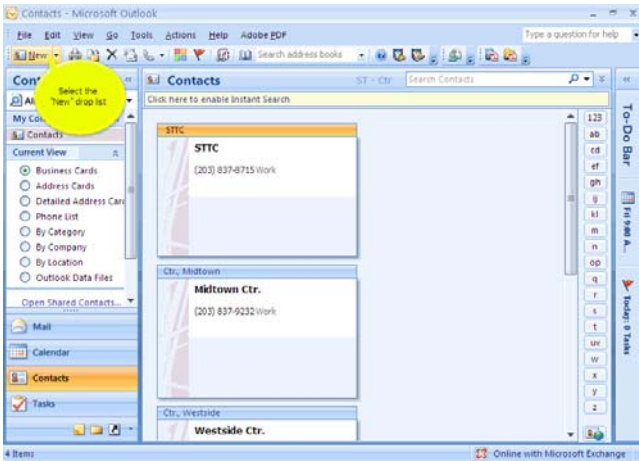 Contacts - Microsoft Outlook
File Edit View Go Tools Actions Help Adobe PDF
Type a question for help
New
Search address books
Select the
"New" drop list
Contacts
ST - Ctr
Search Contacts
Click here to enable Instant Search
Contacts
Current View
Business Cards
Address Cards
Detailed Address Car
Phone List
By Category
By Company
By Location
Outlook Data Files
Open Shared Contacts...
Mail
Calendar
Contacts
Tasks
STTC
STTC
(203) 837-8715 Work
Ctr., Midtown
Midtown Ctr.
(203) 837-9232 Work
Ctr., Westside
Westside Ctr.
123
ab
cd
ef
gh
ij
kl
m
n
op
q
r
s
t
uv
w
x
y
z
To-Do Bar
Fri 9:00 A...
Today: 0 Tasks
4 Items
Online with Microsoft Exchange